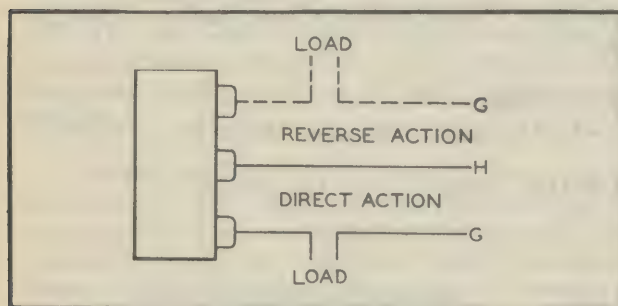 LOAD
G
REVERSE ACTION
H
DIRECT ACTION
G
LOAD